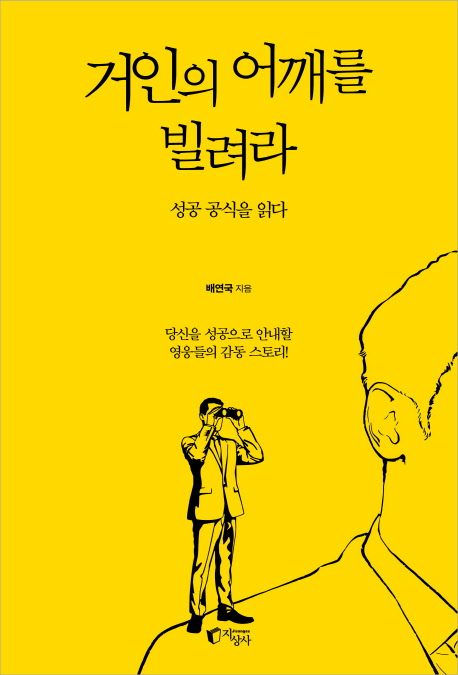 거인의 어깨를
빌려라
성공 공식을 읽다
배연국 지음
당신을 성공으로 안내할
영웅들의 감동 스토리!
지상사